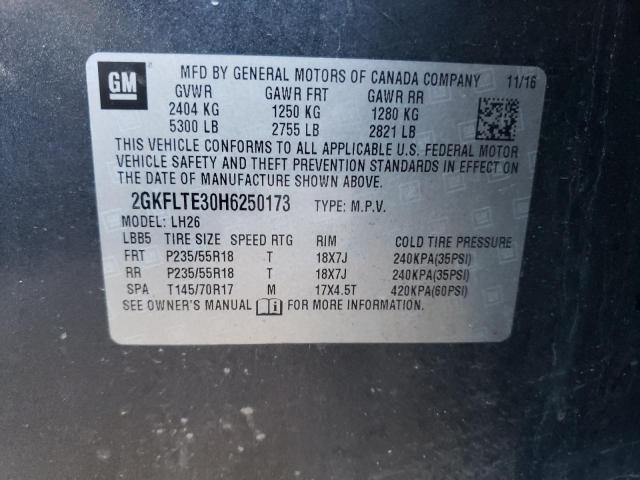 GM
MFD BY GENERAL MOTORS OF CANADA COMPANY 11/16
GVWR GAWR FRT GAWR RR
2404 KG 1250 KG 1280 KG
5300 LB 2755 LB 2821 LB
THIS VEHICLE CONFORMS TO ALL APPLICABLE U.S. FEDERAL MOTOR
VEHICLE SAFETY AND THEFT PREVENTION STANDARDS IN EFFECT ON
THE DATE OF MANUFACTURE SHOWN ABOVE.
2GKFLTE30H6250173 TYPE: M.P.V.
MODEL: LH26
LBB5 TIRE SIZE SPEED RTG RIM COLD TIRE PRESSURE
FRT P235/55R18 T 18X7J 240KPA(35PSI)
RR P235/55R18 T 18X7J 240KPA(35PSI)
SPA T145/70R17 M 17X4.5T 420KPA(60PSI)
SEE OWNER'S MANUAL i FOR MORE INFORMATION